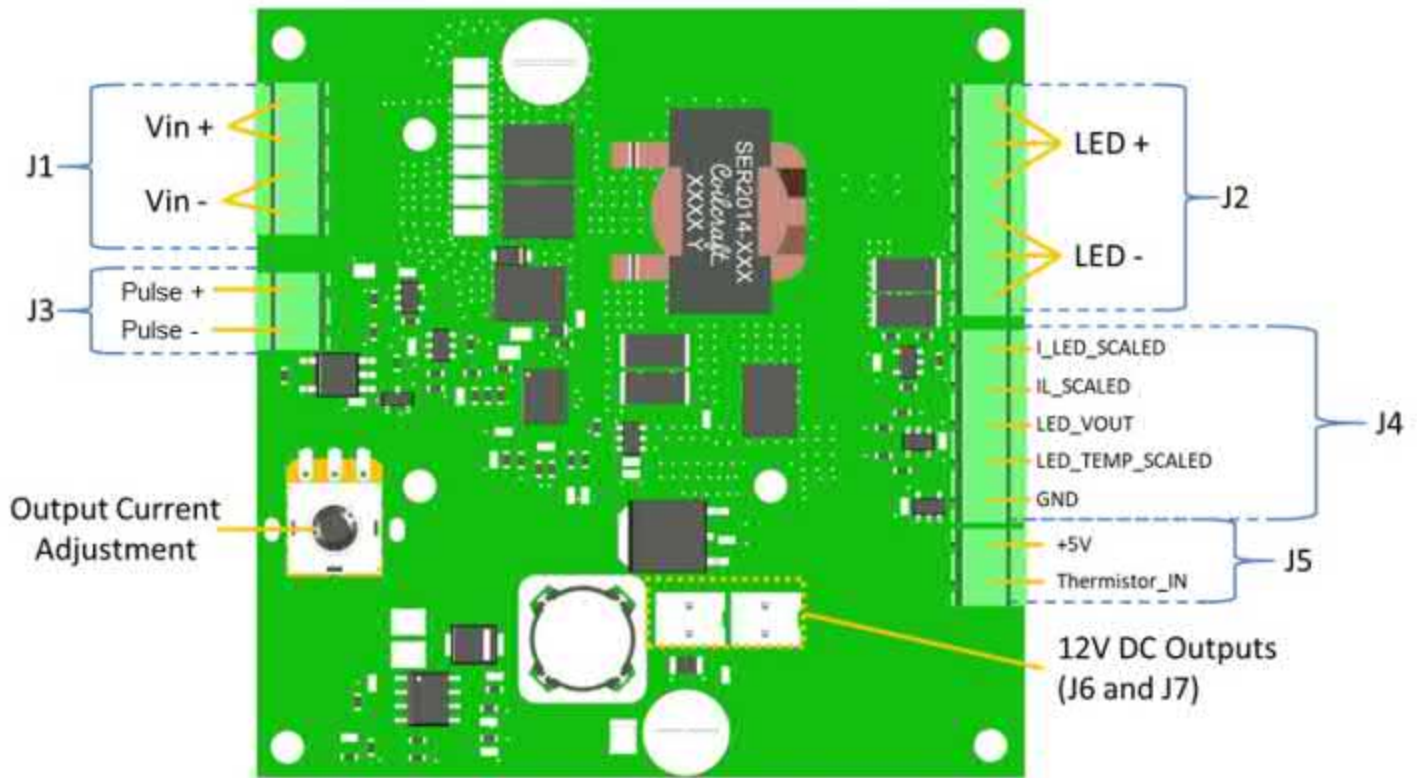 J1
Vin +
Vin -
J3
Pulse +
Pulse -
Output Current
Adjustment
SER2014-XXX
Coilcraft
XXXX Y
LED +
LED -
J2
I_LED_SCALED
IL_SCALED
LED_VOUT
LED_TEMP_SCALED
GND
J4
+5V
Thermistor_IN
J5
12V DC Outputs
(J6 and J7)